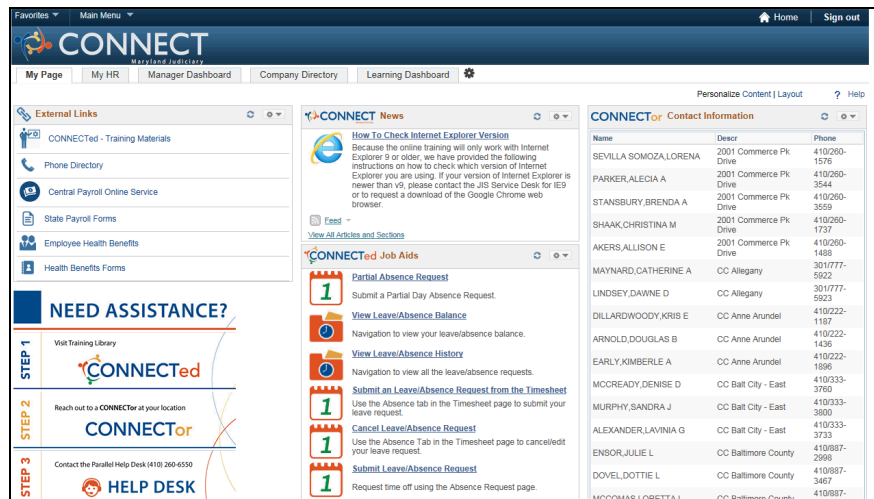 Favorites Main Menu Home Sign out
CONNECT
Maryland Judiciary
My Page My HR Manager Dashboard Company Directory Learning Dashboard
Personalize Content | Layout ? Help
External Links
CONNECTed - Training Materials
Phone Directory
Central Payroll Online Service
State Payroll Forms
Employee Health Benefits
Health Benefits Forms
NEED ASSISTANCE?
STEP 1
Visit Training Library
CONNECTed
STEP 2
Reach out to a CONNECTor at your location
CONNECTor
STEP 3
Contact the Parallel Help Desk (410) 260-6550
HELP DESK
CONNECT News
How To Check Internet Explorer Version
Because the online training will only work with Internet
Explorer 9 or older, we have provided the following
instructions on how to check which version of Internet
Explorer you are using. If your version of Internet Explorer is
newer than v9, please contact the JIS Service Desk for IE9
or to request a download of the Google Chrome web
browser.
Feed
View All Articles and Sections
CONNECTed Job Aids
1
Partial Absence Request
Submit a Partial Day Absence Request.
View Leave/Absence Balance
Navigation to view your leave/absence balance.
View Leave/Absence History
Navigation to view all the leave/absence requests.
1
Submit an Leave/Absence Request from the Timesheet
Use the Absence tab in the Timesheet page to submit your
leave request.
1
Cancel Leave/Absence Request
Use the Absence Tab in the Timesheet page to cancel/edit
your leave request.
1
Submit Leave/Absence Request
Request time off using the Absence Request page.
CONNECTor Contact Information
Name Descr Phone
SEVILLA SOMOZA,LORENA 2001 Commerce Pk Drive 410/260-1576
PARKER,ALECIA A 2001 Commerce Pk Drive 410/260-3544
STANSBURY,BRENDA A 2001 Commerce Pk Drive 410/260-3559
SHAAK,CHRISTINA M 2001 Commerce Pk Drive 410/260-1737
AKERS,ALLISON E 2001 Commerce Pk Drive 410/260-1488
MAYNARD,CATHERINE A CC Allegany 301/777-5922
LINDSEY,DAWNE D CC Allegany 301/777-5923
DILLARDWOODY,KRIS E CC Anne Arundel 410/222-1187
ARNOLD,DOUGLAS B CC Anne Arundel 410/222-1436
EARLY,KIMBERLE A CC Anne Arundel 410/222-1896
MCCREADY,DENISE D CC Balt City - East 410/333-3760
MURPHY,SANDRA J CC Balt City - East 410/333-3800
ALEXANDER,LAVINIA G CC Balt City - East 410/333-3733
ENSOR,JULIE L CC Baltimore County 410/887-2998
DOVEL,DOTTIE L CC Baltimore County 410/887-3467
MCCOMAS,LORETTA L CC Baltimore County 410/887-